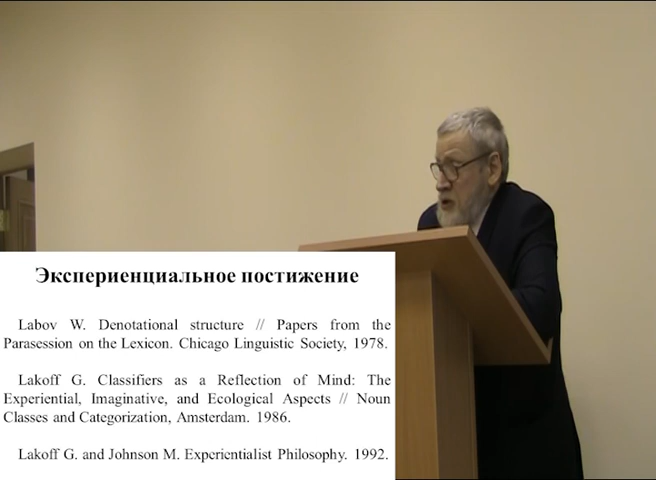 Экспериенциальное постижение
Labov W. Denotational structure // Papers from the
Parasession on the Lexicon. Chicago Linguistic Society, 1978.
Lakoff G. Classifiers as a Reflection of Mind: The
Experiential, Imaginative, and Ecological Aspects // Noun
Classes and Categorization, Amsterdam. 1986.
Lakoff G. and Johnson M. Experientialist Philosophy. 1992.